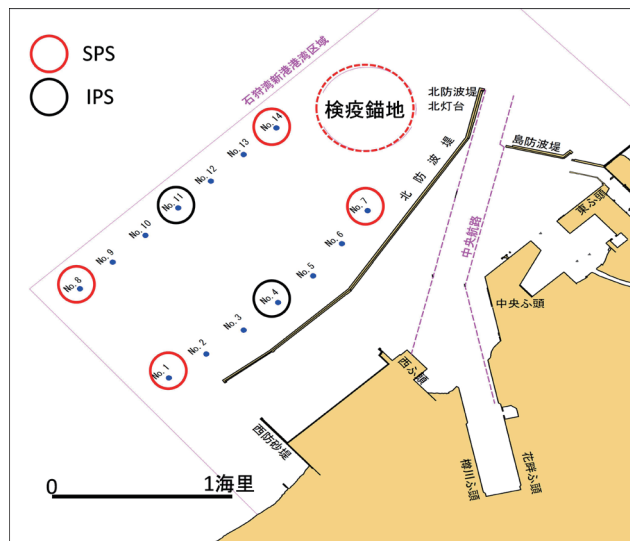 SPS
IPS
石狩湾新港港湾区域
検疫錨地
北防波堤
北灯台
島防波堤
北防波堤
中央航路
東ふ頭
中央ふ頭
西ふ頭
花畔ふ頭
樽川ふ頭
西防砂堤
No.14
No.13
No.12
No.11
No.10
No.9
No.8
No.7
No.6
No.5
No.4
No.3
No.2
No.1
0
1海里